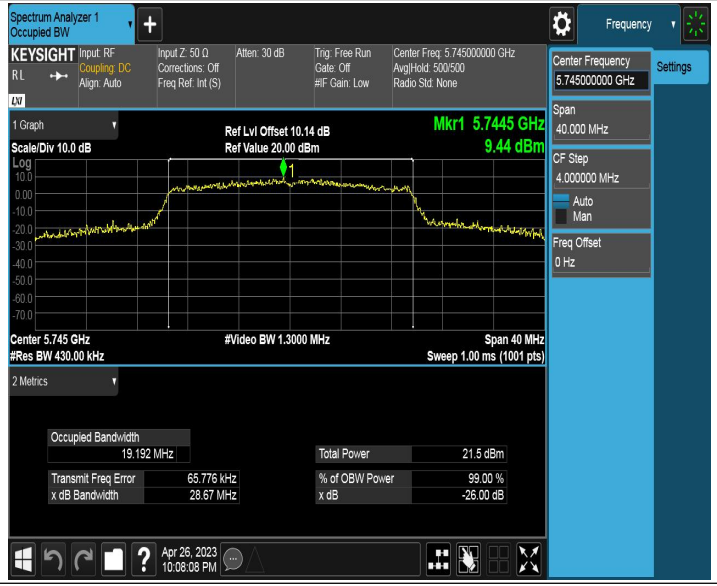 Spectrum Analyzer 1
Occupied BW
Frequency
KEYSIGHT
R L
LXI
Input: RF
Coupling: DC
Align: Auto
Input Z: 50 Ω
Corrections: Off
Freq Ref: Int (S)
Atten: 30 dB
Trig: Free Run
Gate: Off
#IF Gain: Low
Center Freq: 5.745000000 GHz
Avg|Hold: 500/500
Radio Std: None
Center Frequency
5.745000000 GHz
Settings
Span
40.000 MHz
CF Step
4.000000 MHz
Auto
Man
Freq Offset
0 Hz
1 Graph
Scale/Div 10.0 dB
Ref Lvl Offset 10.14 dB
Ref Value 20.00 dBm
Mkr1 5.7445 GHz
9.44 dBm
Log
10.0
0.00
-10.0
-20.0
-30.0
-40.0
-50.0
-60.0
-70.0
1
Center 5.745 GHz
#Res BW 430.00 kHz
#Video BW 1.3000 MHz
Span 40 MHz
Sweep 1.00 ms (1001 pts)
2 Metrics
Occupied Bandwidth
19.192 MHz
Total Power 21.5 dBm
Transmit Freq Error 65.776 kHz
% of OBW Power 99.00 %
x dB Bandwidth 28.67 MHz
x dB -26.00 dB
?
Apr 26, 2023
10:08:08 PM